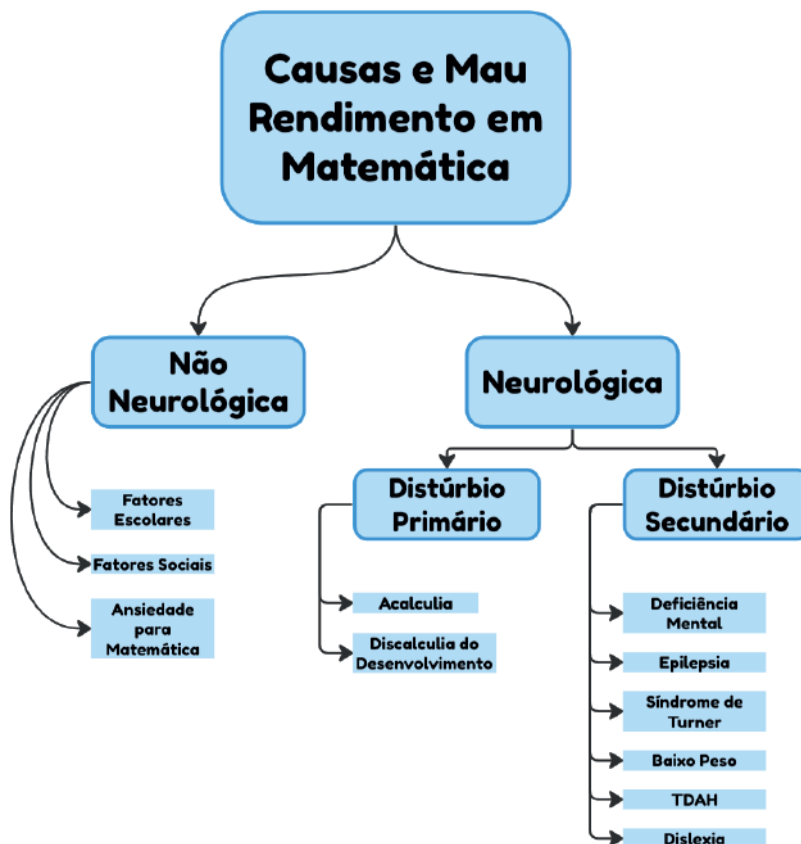 Causas e Mau
Rendimento em
Matemática
Não
Neurológica
Neurológica
Fatores
Escolares
Fatores Sociais
Ansiedade
para
Matemática
Distúrbio
Primário
Acalculia
Discalculia do
Desenvolvimento
Distúrbio
Secundário
Deficiência
Mental
Epilepsia
Síndrome de
Turner
Baixo Peso
TDAH
Dislexia